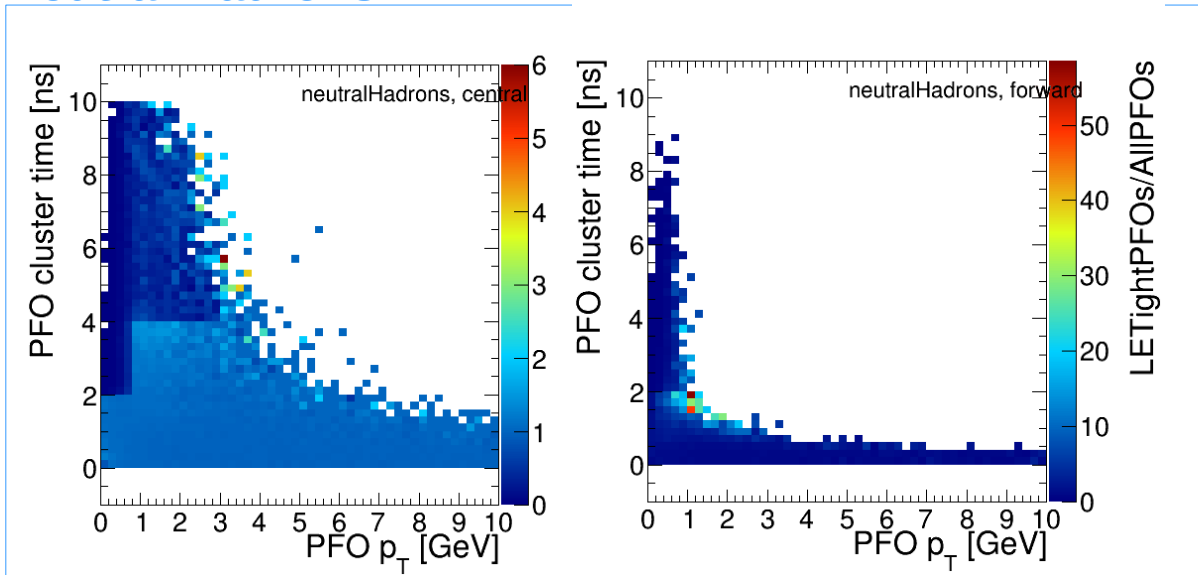 neutralHadrons, central
PFO cluster time [ns]
10
8
6
4
2
0
0 1 2 3 4 5 6 7 8 9 10
PFO pT [GeV]
6
5
4
3
2
1
0
neutralHadrons, forward
PFO cluster time [ns]
10
8
6
4
2
0
0 1 2 3 4 5 6 7 8 9 10
PFO pT [GeV]
50
40
30
20
10
0
LETightPFOs/AllPFOs